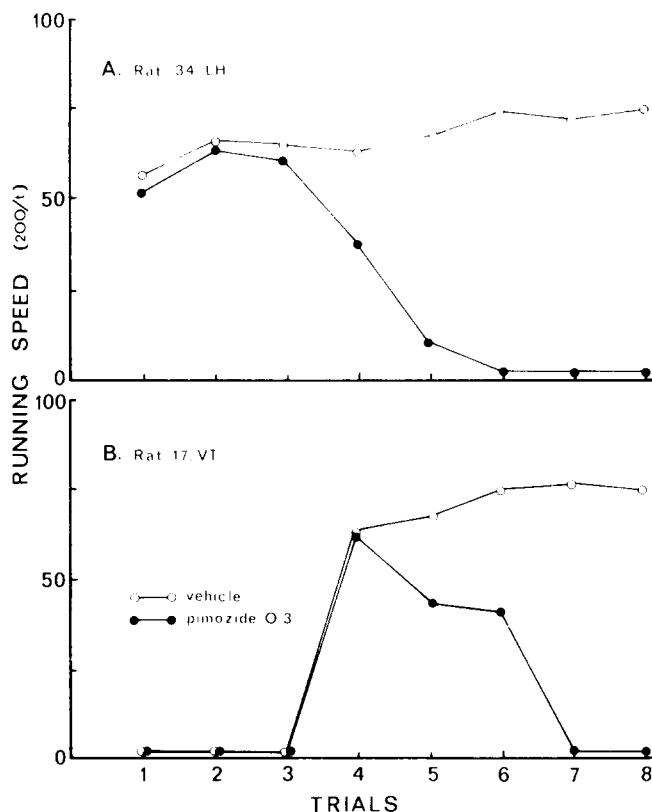 100
A. Rat 34 LH
50
0
RUNNING SPEED (200/t)
100
B. Rat 17 VT
50
vehicle
pimozide 0.3
0
1 2 3 4 5 6 7 8
TRIALS